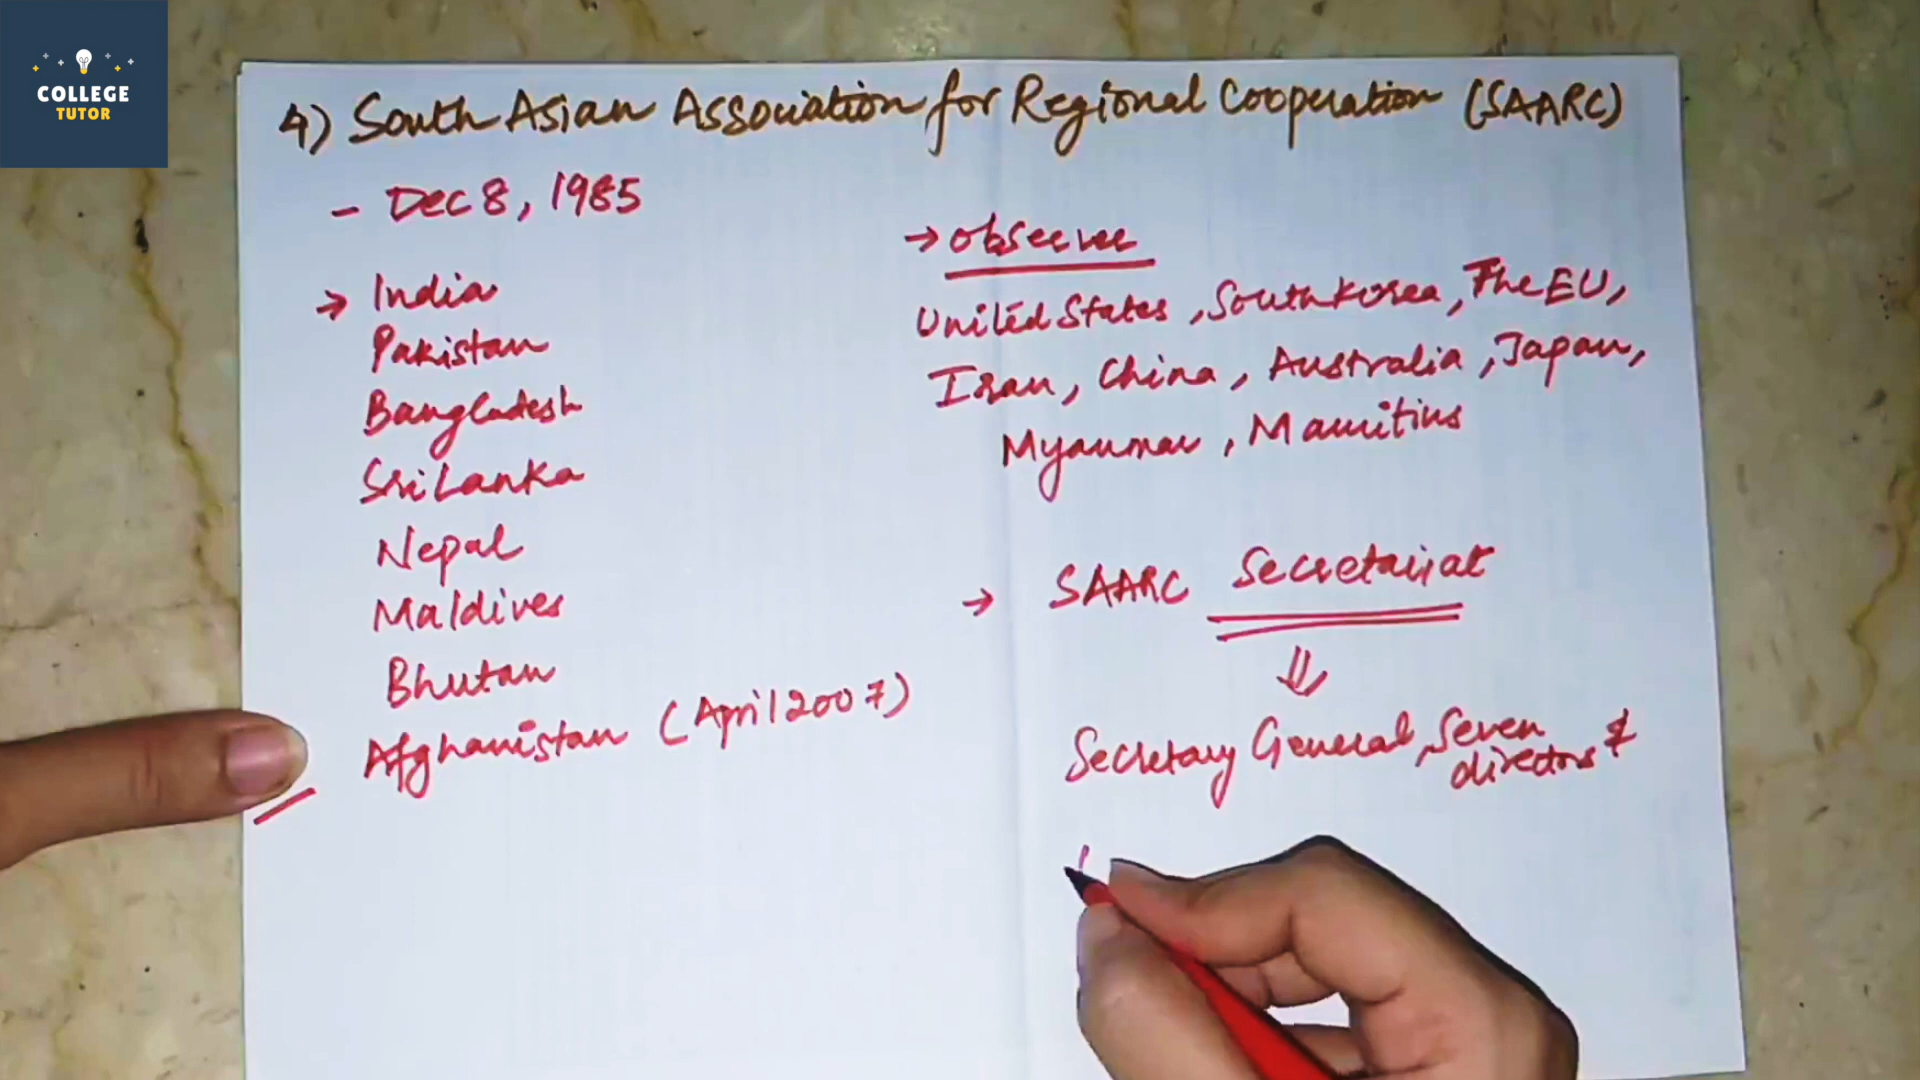 COLLEGE
TUTOR
4) South Asian Association for Regional Cooperation (SAARC)
- Dec 8, 1985
→ India
Pakistan
Bangladesh
Sri Lanka
Nepal
Maldives
Bhutan
Afghanistan (April 2007)
→ Observer
United States, South Korea, The EU,
Iran, China, Australia, Japan,
Myanmar, Mauritius
→ SAARC Secretariat
⇓
Secretary General, Seven
directors &